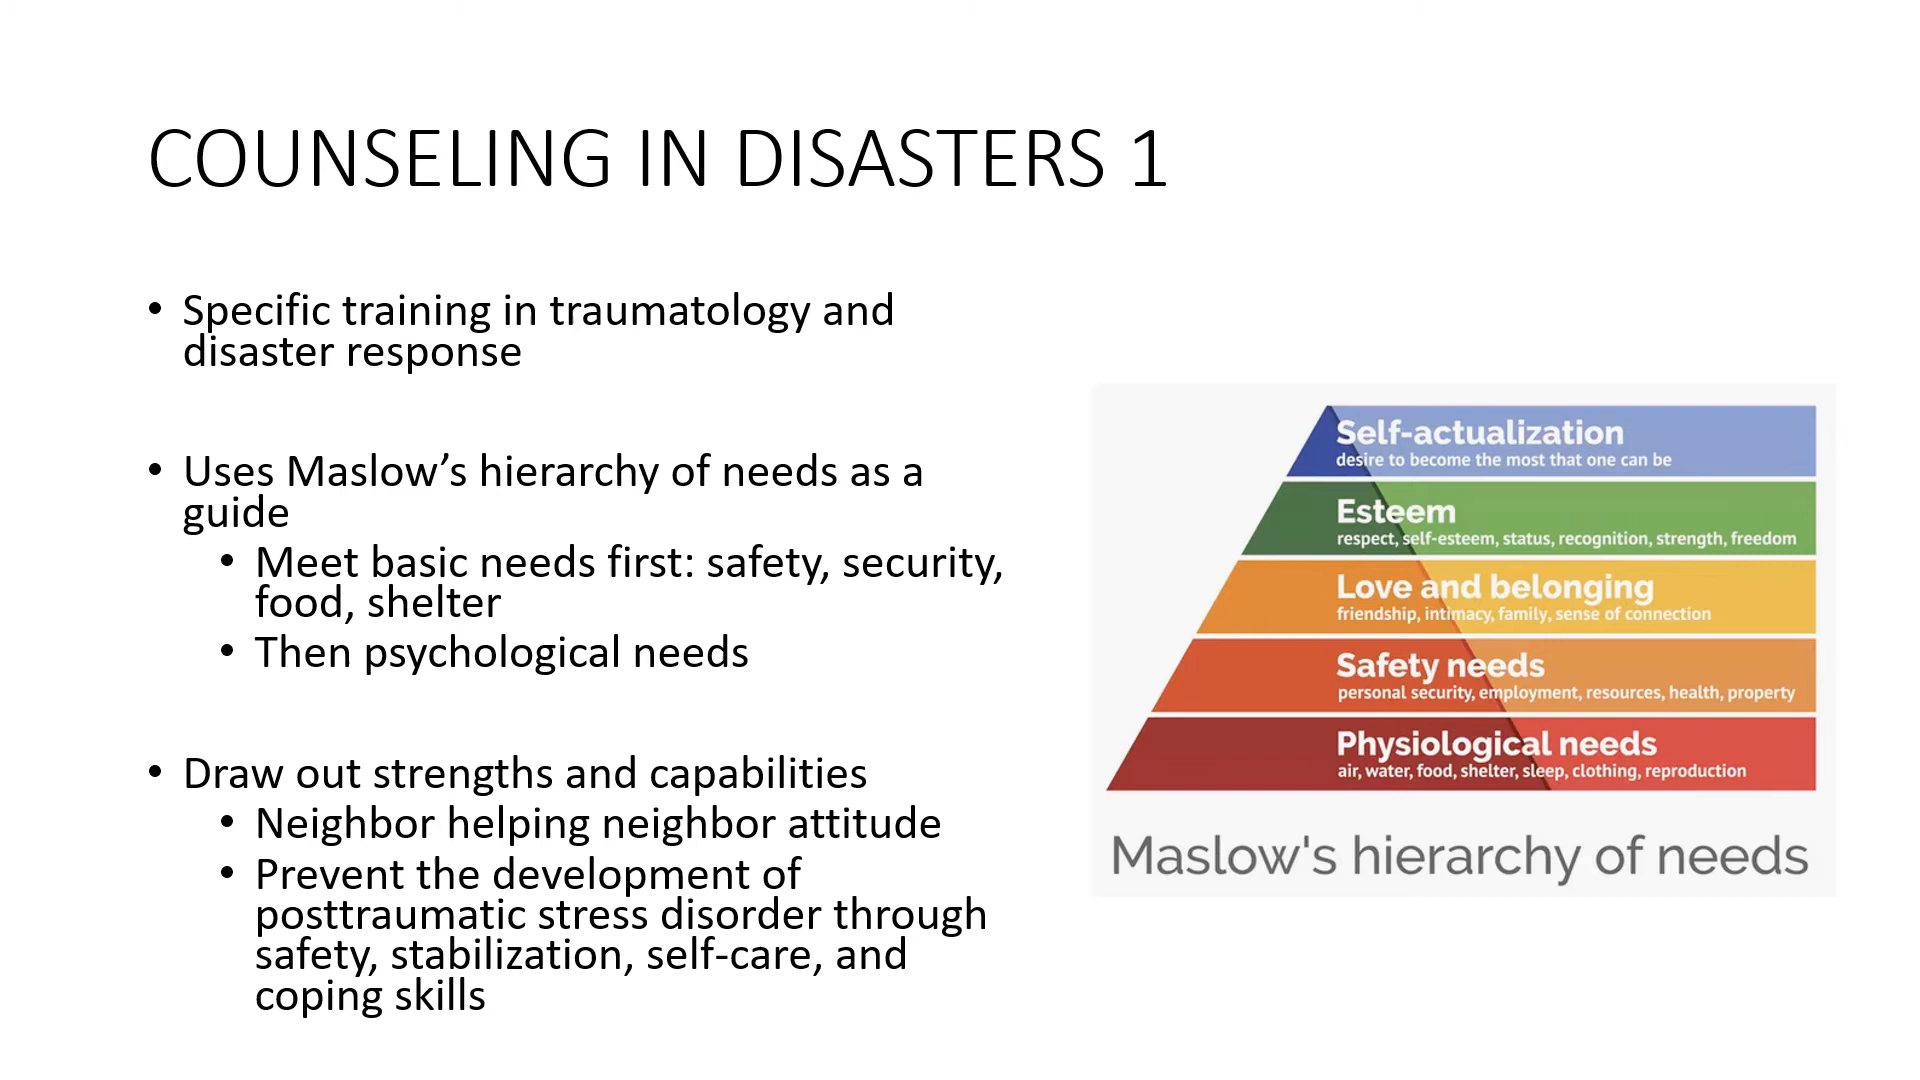 COUNSELING IN DISASTERS 1
• Specific training in traumatology and
disaster response
• Uses Maslow’s hierarchy of needs as a
guide
• Meet basic needs first: safety, security,
food, shelter
• Then psychological needs
• Draw out strengths and capabilities
• Neighbor helping neighbor attitude
• Prevent the development of
posttraumatic stress disorder through
safety, stabilization, self-care, and
coping skills
Self-actualization
desire to become the most that one can be
Esteem
respect, self-esteem, status, recognition, strength, freedom
Love and belonging
friendship, intimacy, family, sense of connection
Safety needs
personal security, employment, resources, health, property
Physiological needs
air, water, food, shelter, sleep, clothing, reproduction
Maslow's hierarchy of needs